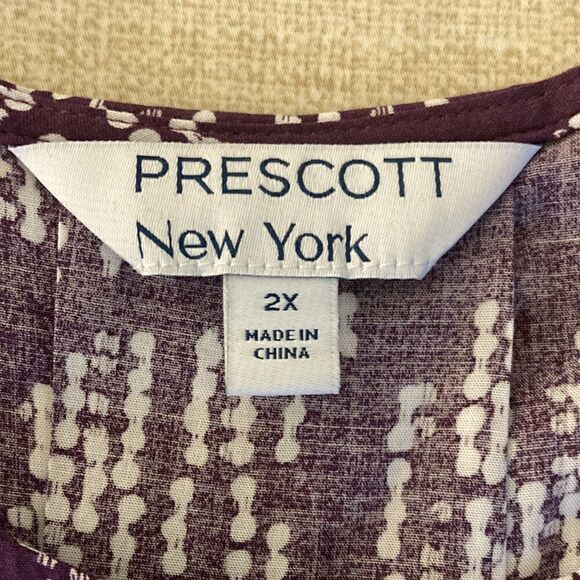 PRESCOTT
New York
2X
MADE IN
CHINA